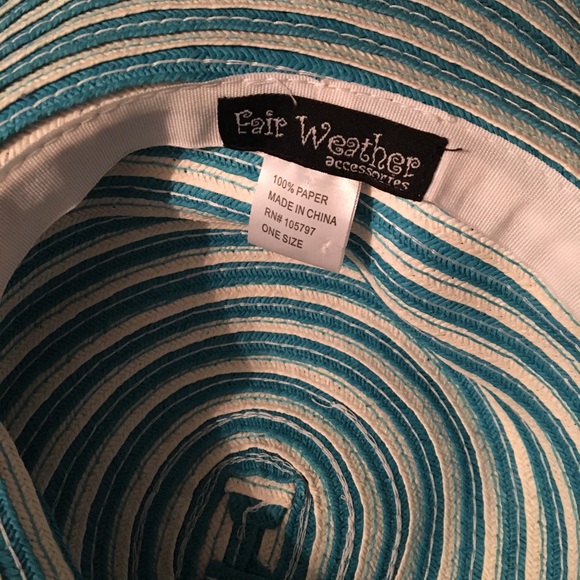 Fair Weather
accessories
100% PAPER
MADE IN CHINA
RN# 105797
ONE SIZE